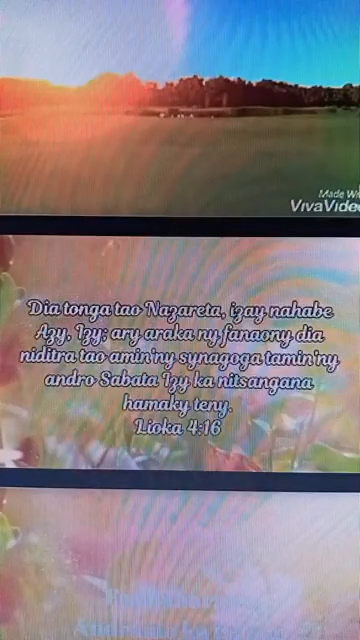 Made Wi
VivaVideo
Dia tonga tao Nazareta, izay nahabe
Azy, Izy; ary araka ny fanaony dia
niditra tao amin'ny synagoga tamin'ny
andro Sabata Izy ka nitsangana
hamaky teny.
Lioka 4:16